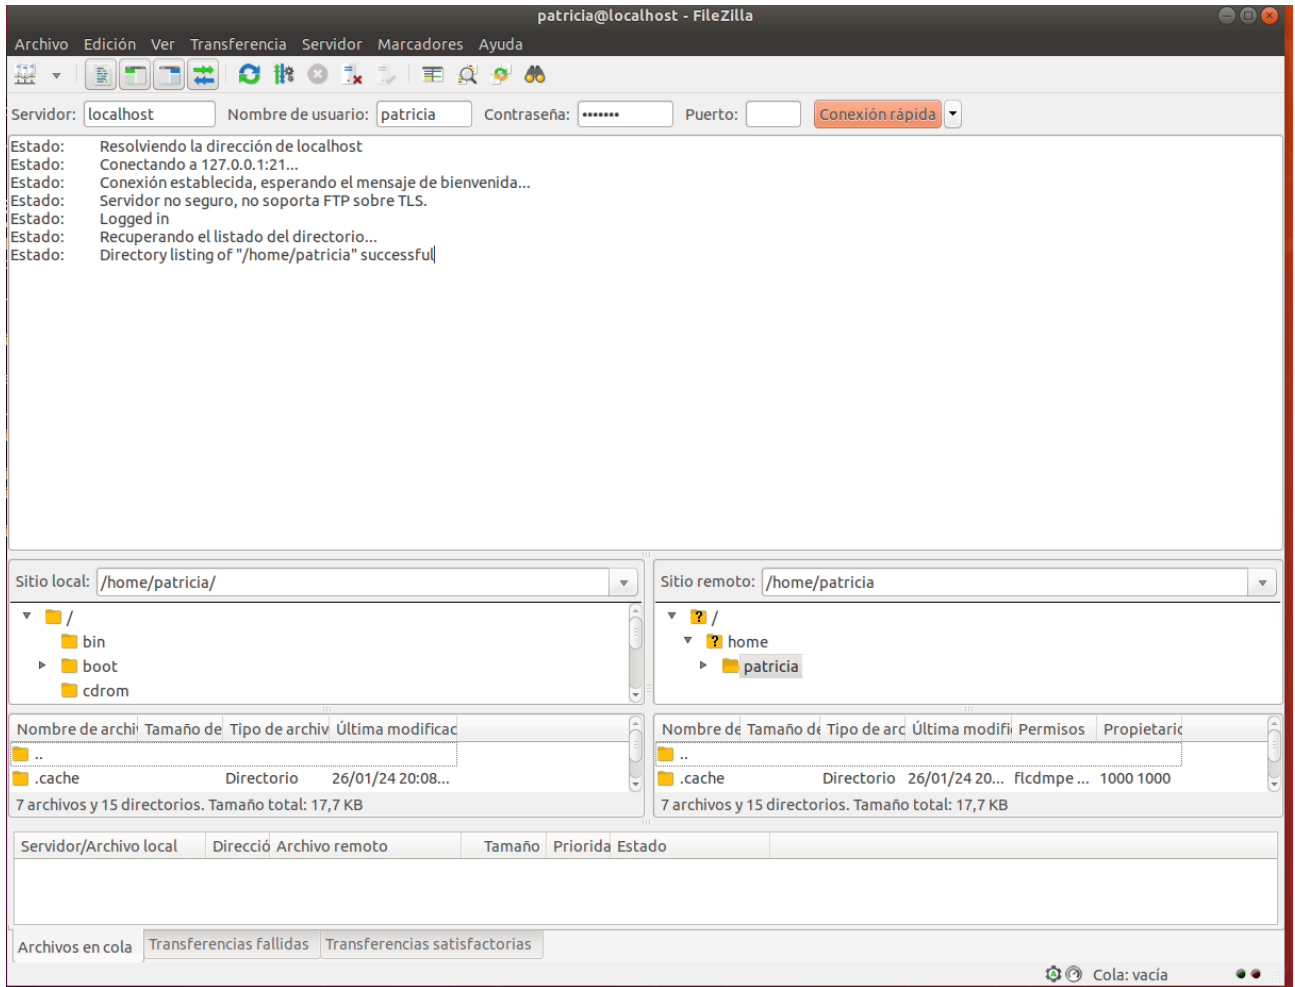 patricia@localhost - FileZilla
Archivo Edición Ver Transferencia Servidor Marcadores Ayuda
Servidor: localhost Nombre de usuario: patricia Contraseña: ••••••• Puerto: Conexión rápida
Estado: Resolviendo la dirección de localhost
Estado: Conectando a 127.0.0.1:21...
Estado: Conexión establecida, esperando el mensaje de bienvenida...
Estado: Servidor no seguro, no soporta FTP sobre TLS.
Estado: Logged in
Estado: Recuperando el listado del directorio...
Estado: Directory listing of "/home/patricia" successful
Sitio local: /home/patricia/
/
bin
boot
cdrom
Nombre de archi Tamaño de Tipo de archiv Última modificac
..
.cache Directorio 26/01/24 20:08...
7 archivos y 15 directorios. Tamaño total: 17,7 KB
Sitio remoto: /home/patricia
/
home
patricia
Nombre de Tamaño de Tipo de arc Última modifi Permisos Propietaric
..
.cache Directorio 26/01/24 20... flcdmpe ... 1000 1000
7 archivos y 15 directorios. Tamaño total: 17,7 KB
Servidor/Archivo local Direcció Archivo remoto Tamaño Priorida Estado
Archivos en cola Transferencias fallidas Transferencias satisfactorias
Cola: vacía